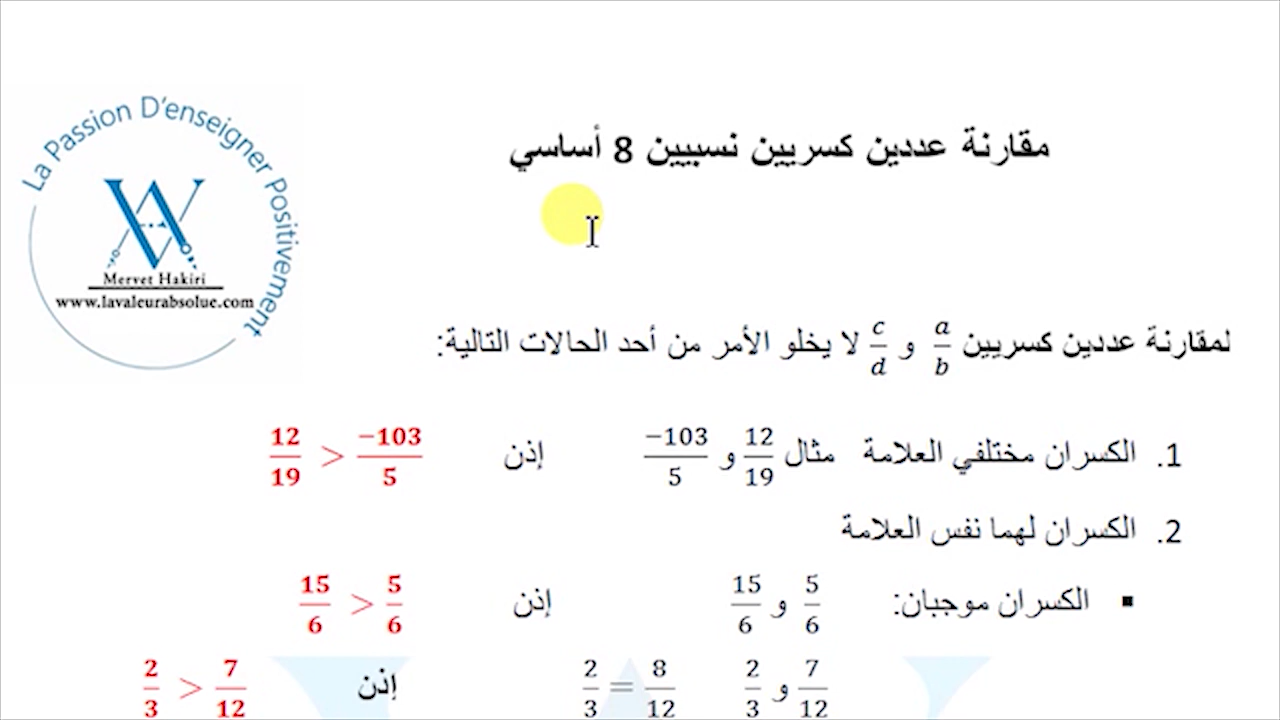 La Passion D'enseigner Positivement
Mervet Hakiri
www.lavaleurabsolue.com
مقارنة عددين كسريين نسبيين 8 أساسي
لمقارنة عددين كسريين a/b و c/d لا يخلو الأمر من أحد الحالات التالية:
1. الكسران مختلفي العلامة مثال 12/19 و −103/5 إذن 12/19 > −103/5
2. الكسران لهما نفس العلامة
▪ الكسران موجبان: 5/6 و 15/6 إذن 15/6 > 5/6
7/12 و 2/3 2/3 = 8/12 إذن 2/3 > 7/12